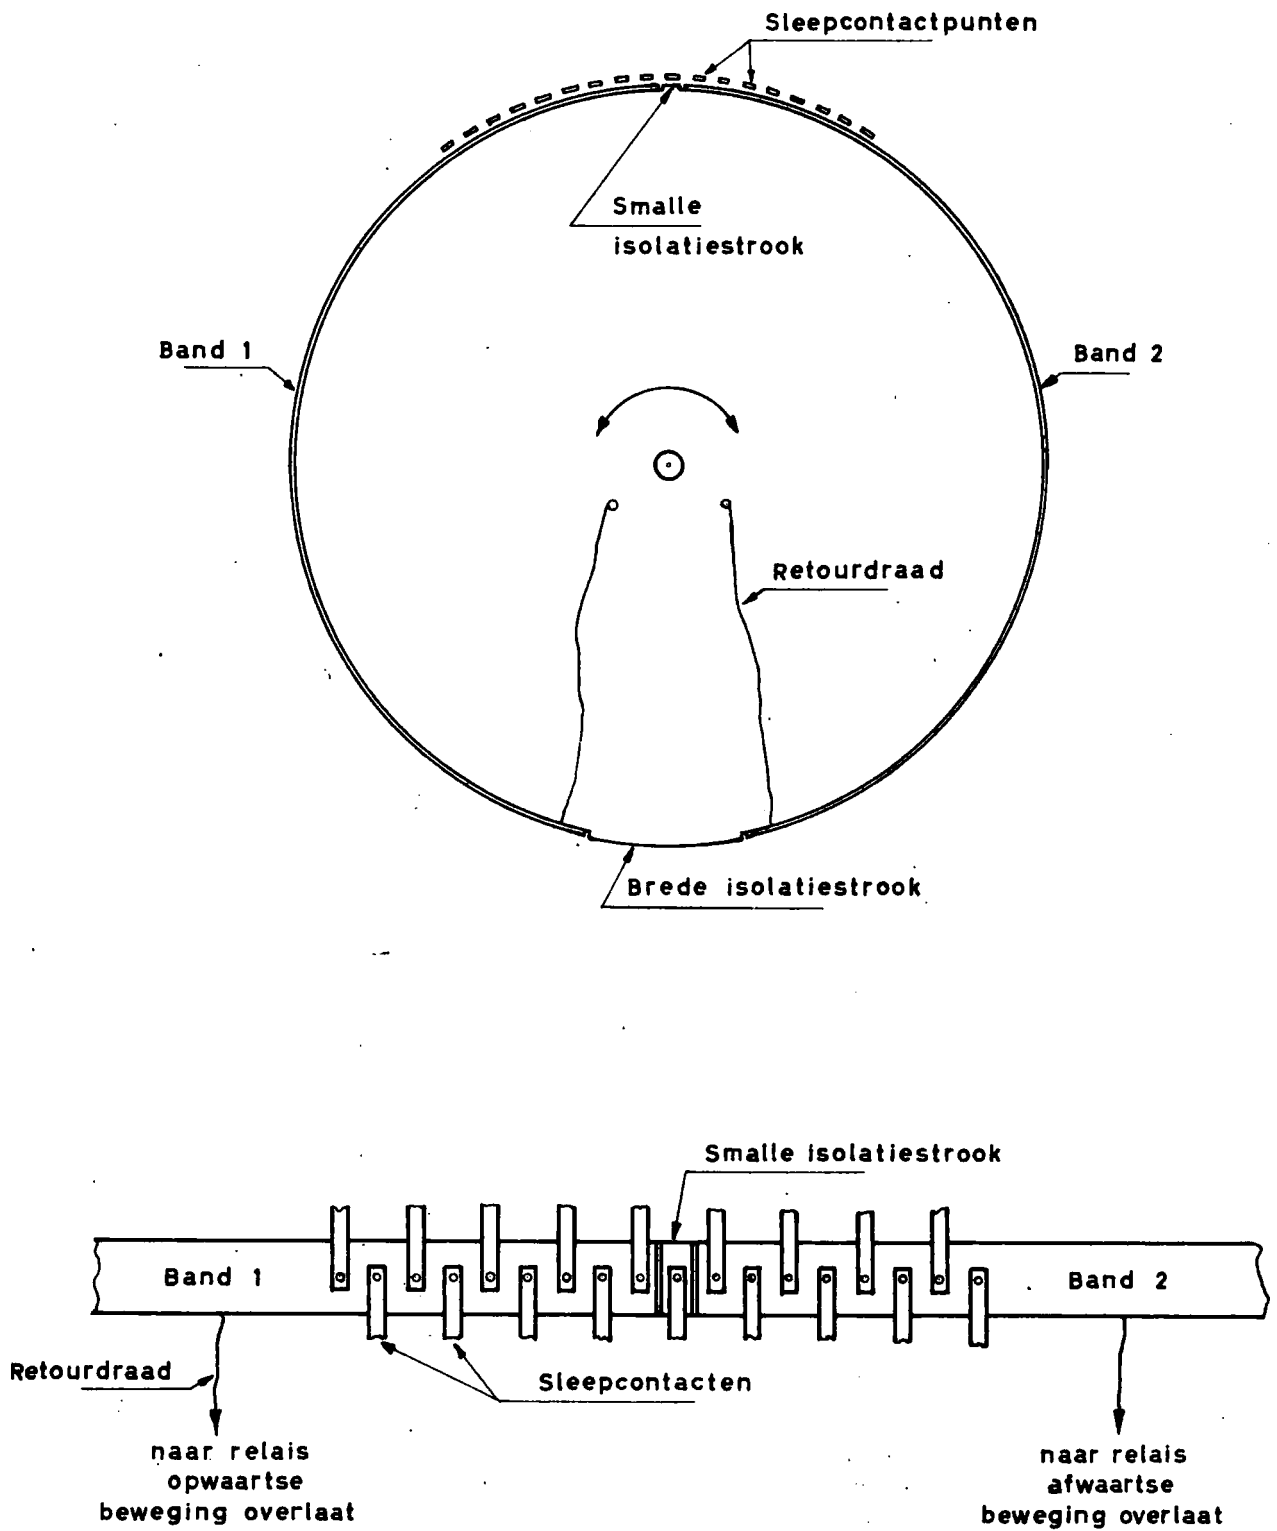 Sleepcontactpunten
Smalle
isolatiestrook
Band 1
Band 2
Retourdraad
Brede isolatiestrook
Smalle isolatiestrook
Band 1
Band 2
Retourdraad
Sleepcontacten
naar relais
opwaartse
beweging overlaat
naar relais
afwaartse
beweging overlaat